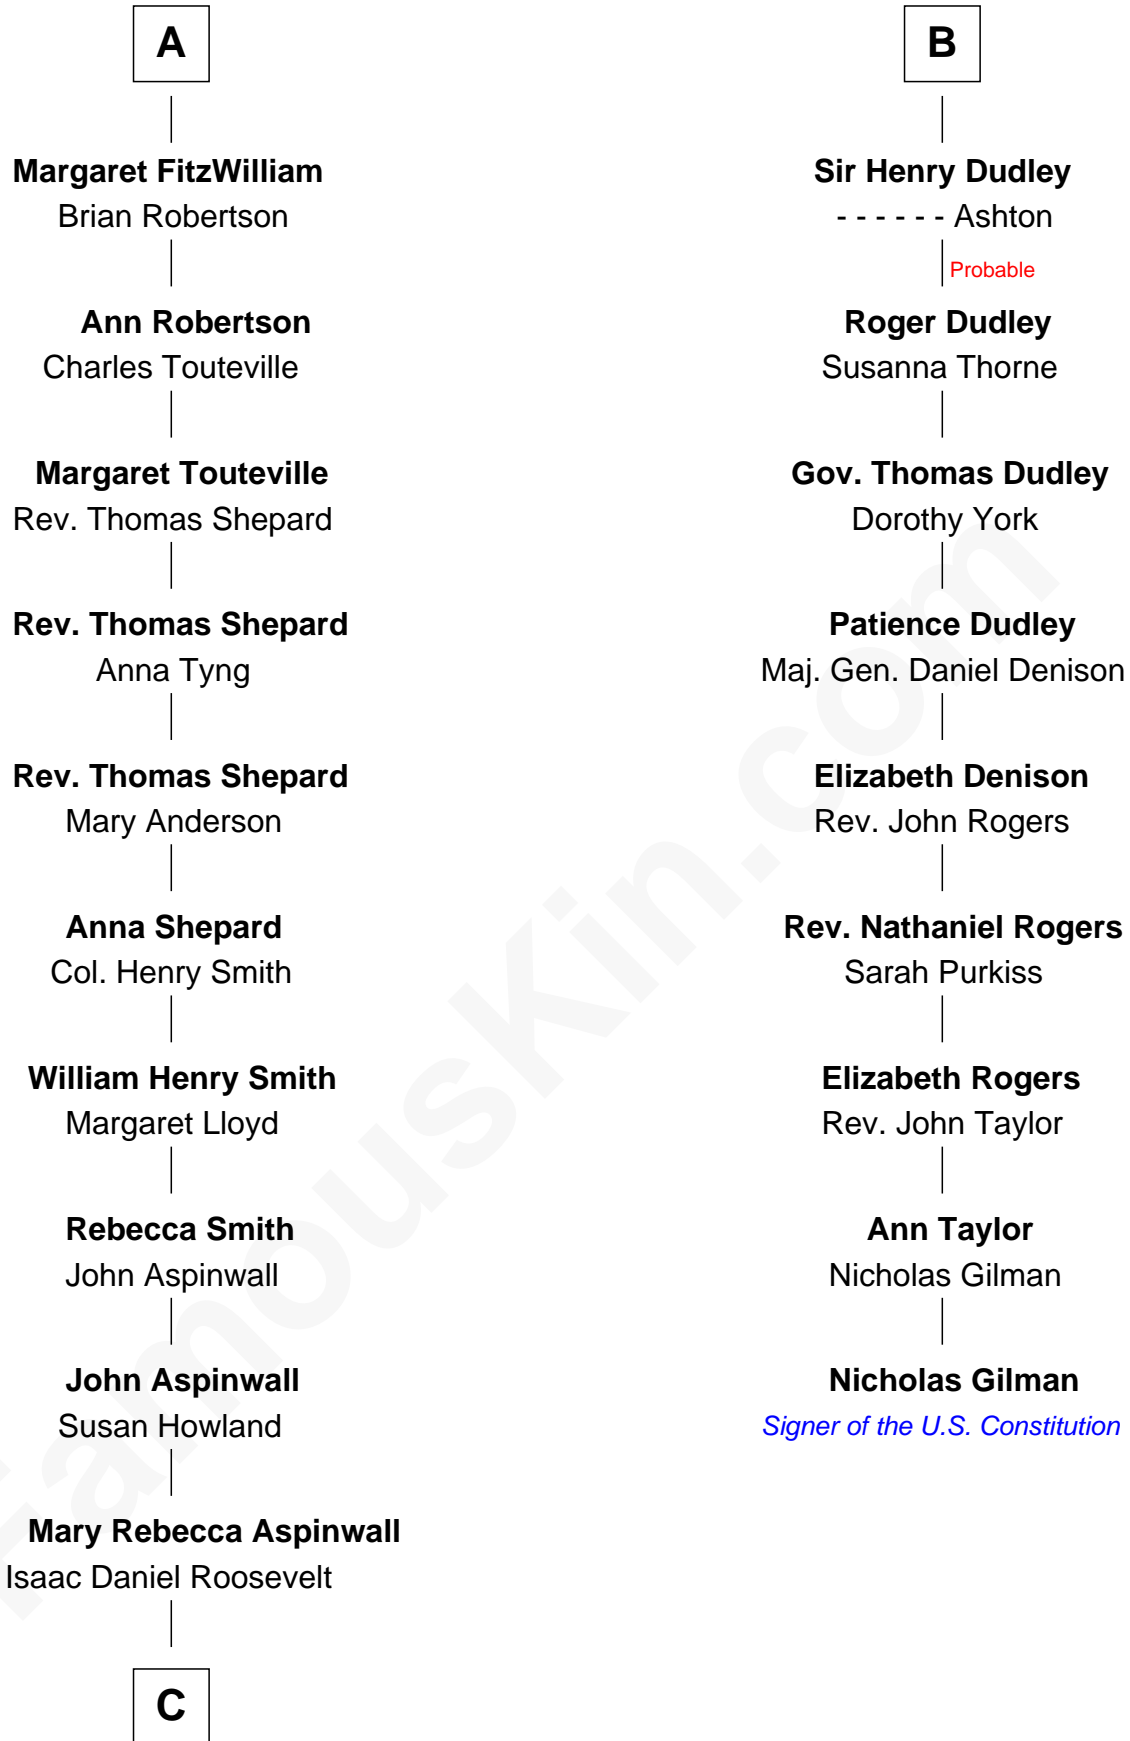 A
Margaret FitzWilliam
Brian Robertson
Ann Robertson
Charles Touteville
Margaret Touteville
Rev. Thomas Shepard
Rev. Thomas Shepard
Anna Tyng
Rev. Thomas Shepard
Mary Anderson
Anna Shepard
Col. Henry Smith
William Henry Smith
Margaret Lloyd
Rebecca Smith
John Aspinwall
John Aspinwall
Susan Howland
Mary Rebecca Aspinwall
Isaac Daniel Roosevelt
C
B
Sir Henry Dudley
- - - - - - Ashton
Probable
Roger Dudley
Susanna Thorne
Gov. Thomas Dudley
Dorothy York
Patience Dudley
Maj. Gen. Daniel Denison
Elizabeth Denison
Rev. John Rogers
Rev. Nathaniel Rogers
Sarah Purkiss
Elizabeth Rogers
Rev. John Taylor
Ann Taylor
Nicholas Gilman
Nicholas Gilman
Signer of the U.S. Constitution
FamousKin.com